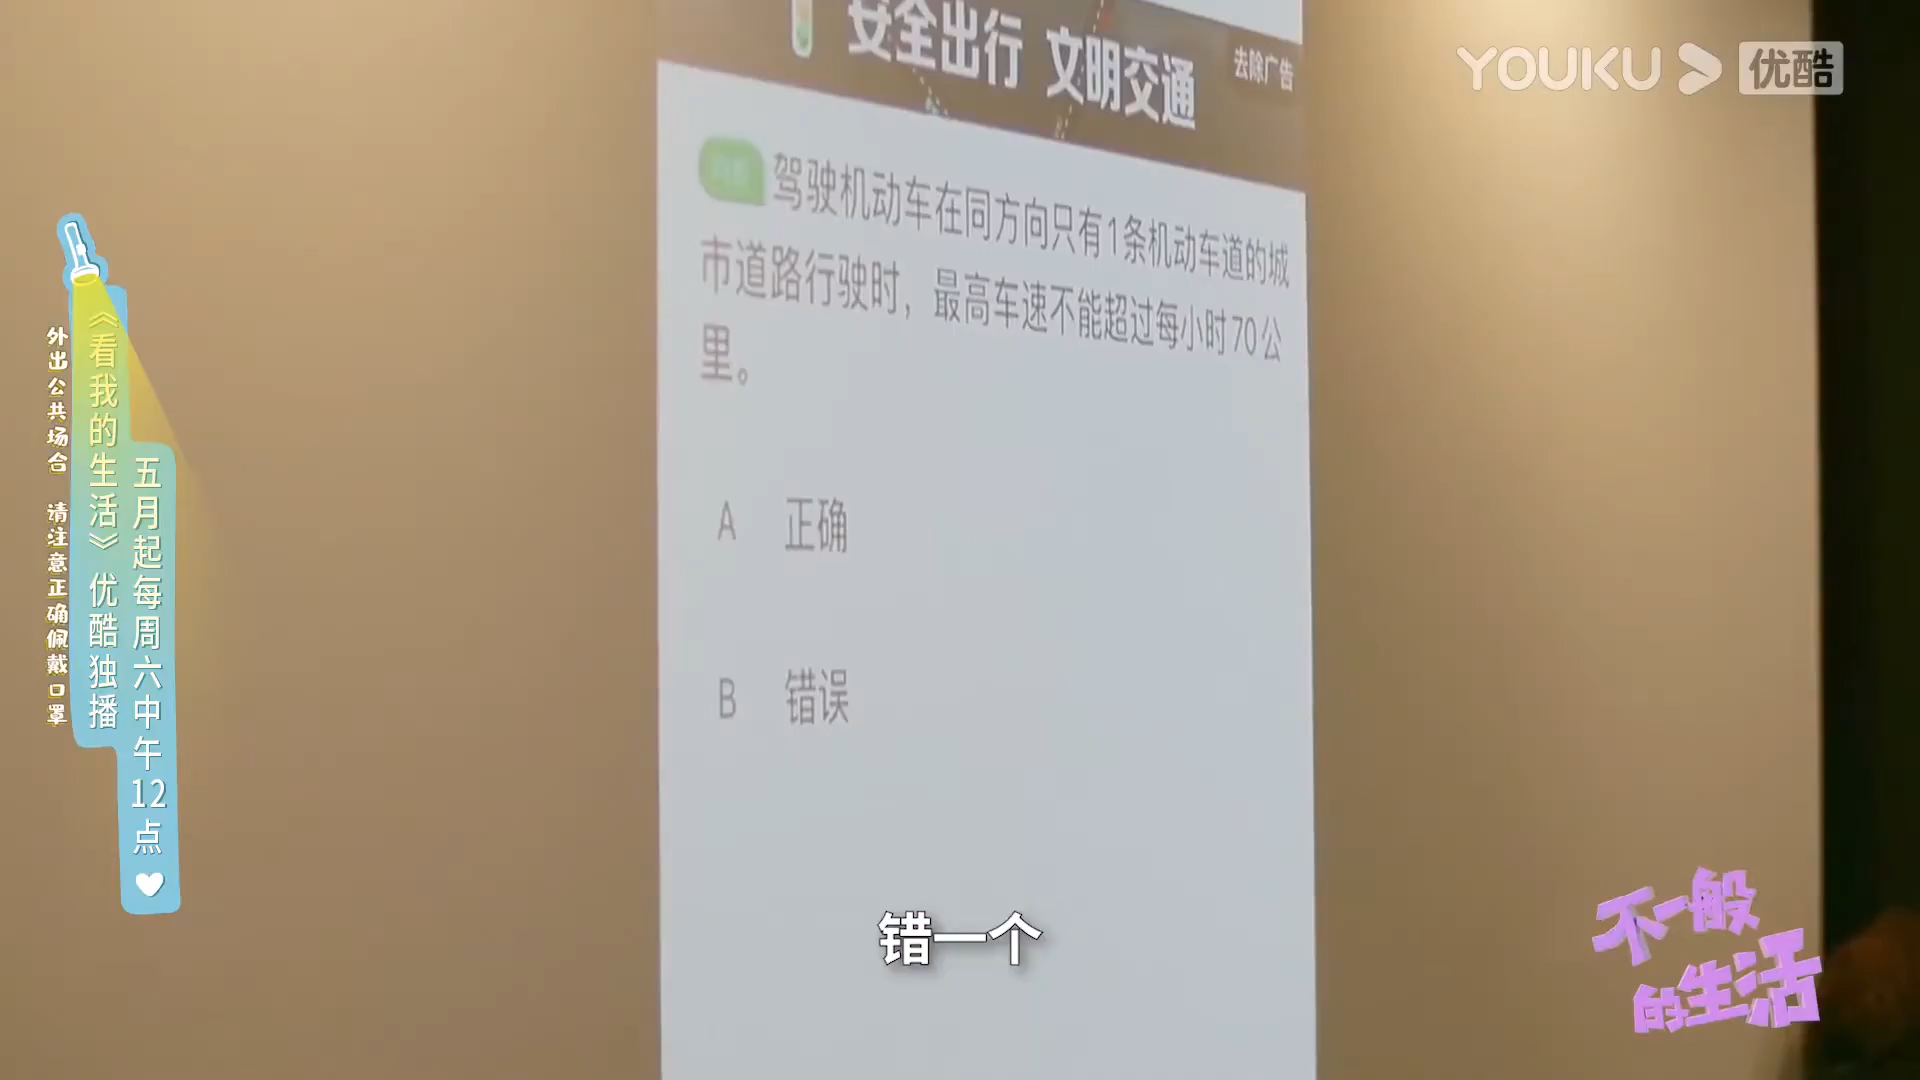 安全出行 文明交通
去除广告
YOUKU 优酷
驾驶机动车在同方向只有1条机动车道的城
市道路行驶时，最高车速不能超过每小时70公
里。
A 正确
B 错误
外出公共场合 请注意正确佩戴口罩
《看我的生活》优酷独播
五月起每周六中午12点
错一个
不一般
的生活